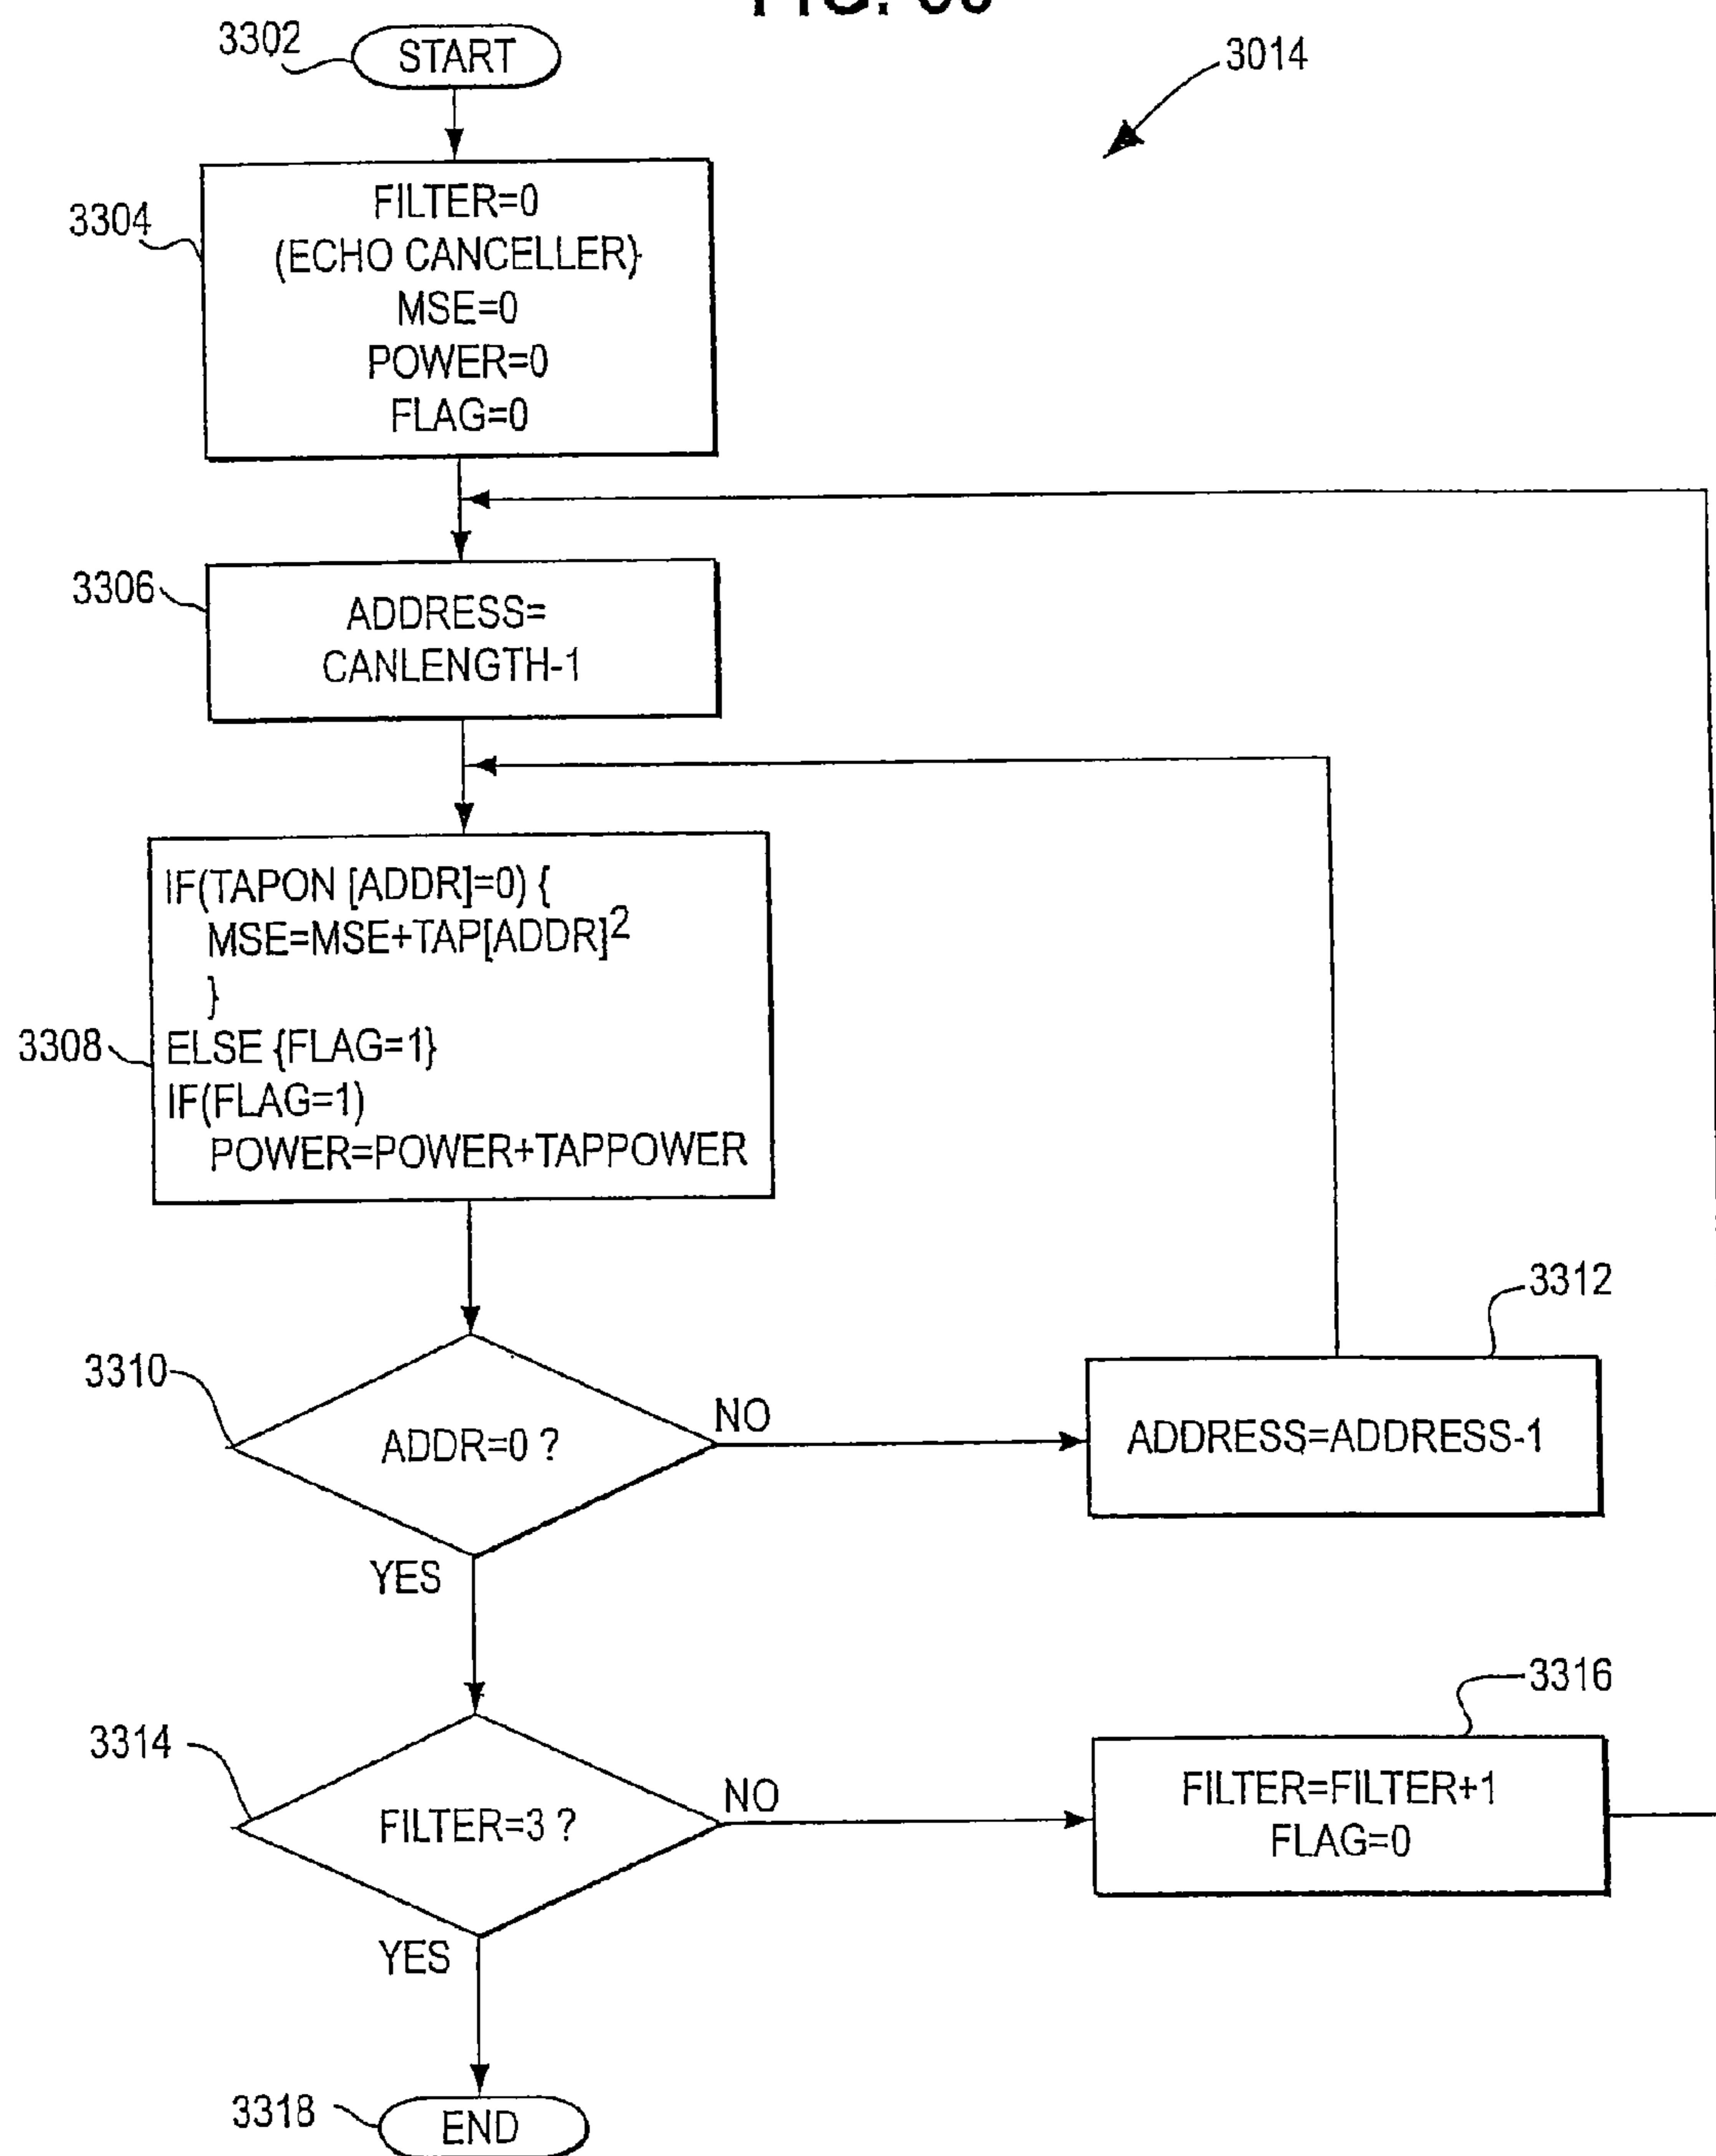 3302
START
3014
3304
FILTER=0
(ECHO CANCELLER)
MSE=0
POWER=0
FLAG=0
3306
ADDRESS=
CANLENGTH-1
IF(TAPON [ADDR]=0) {
MSE=MSE+TAP[ADDR]2
}
3308
ELSE {FLAG=1}
IF(FLAG=1)
POWER=POWER+TAPPOWER
3312
3310
ADDR=0 ?
NO
ADDRESS=ADDRESS-1
YES
3316
3314
FILTER=3 ?
NO
FILTER=FILTER+1
FLAG=0
YES
3318
END